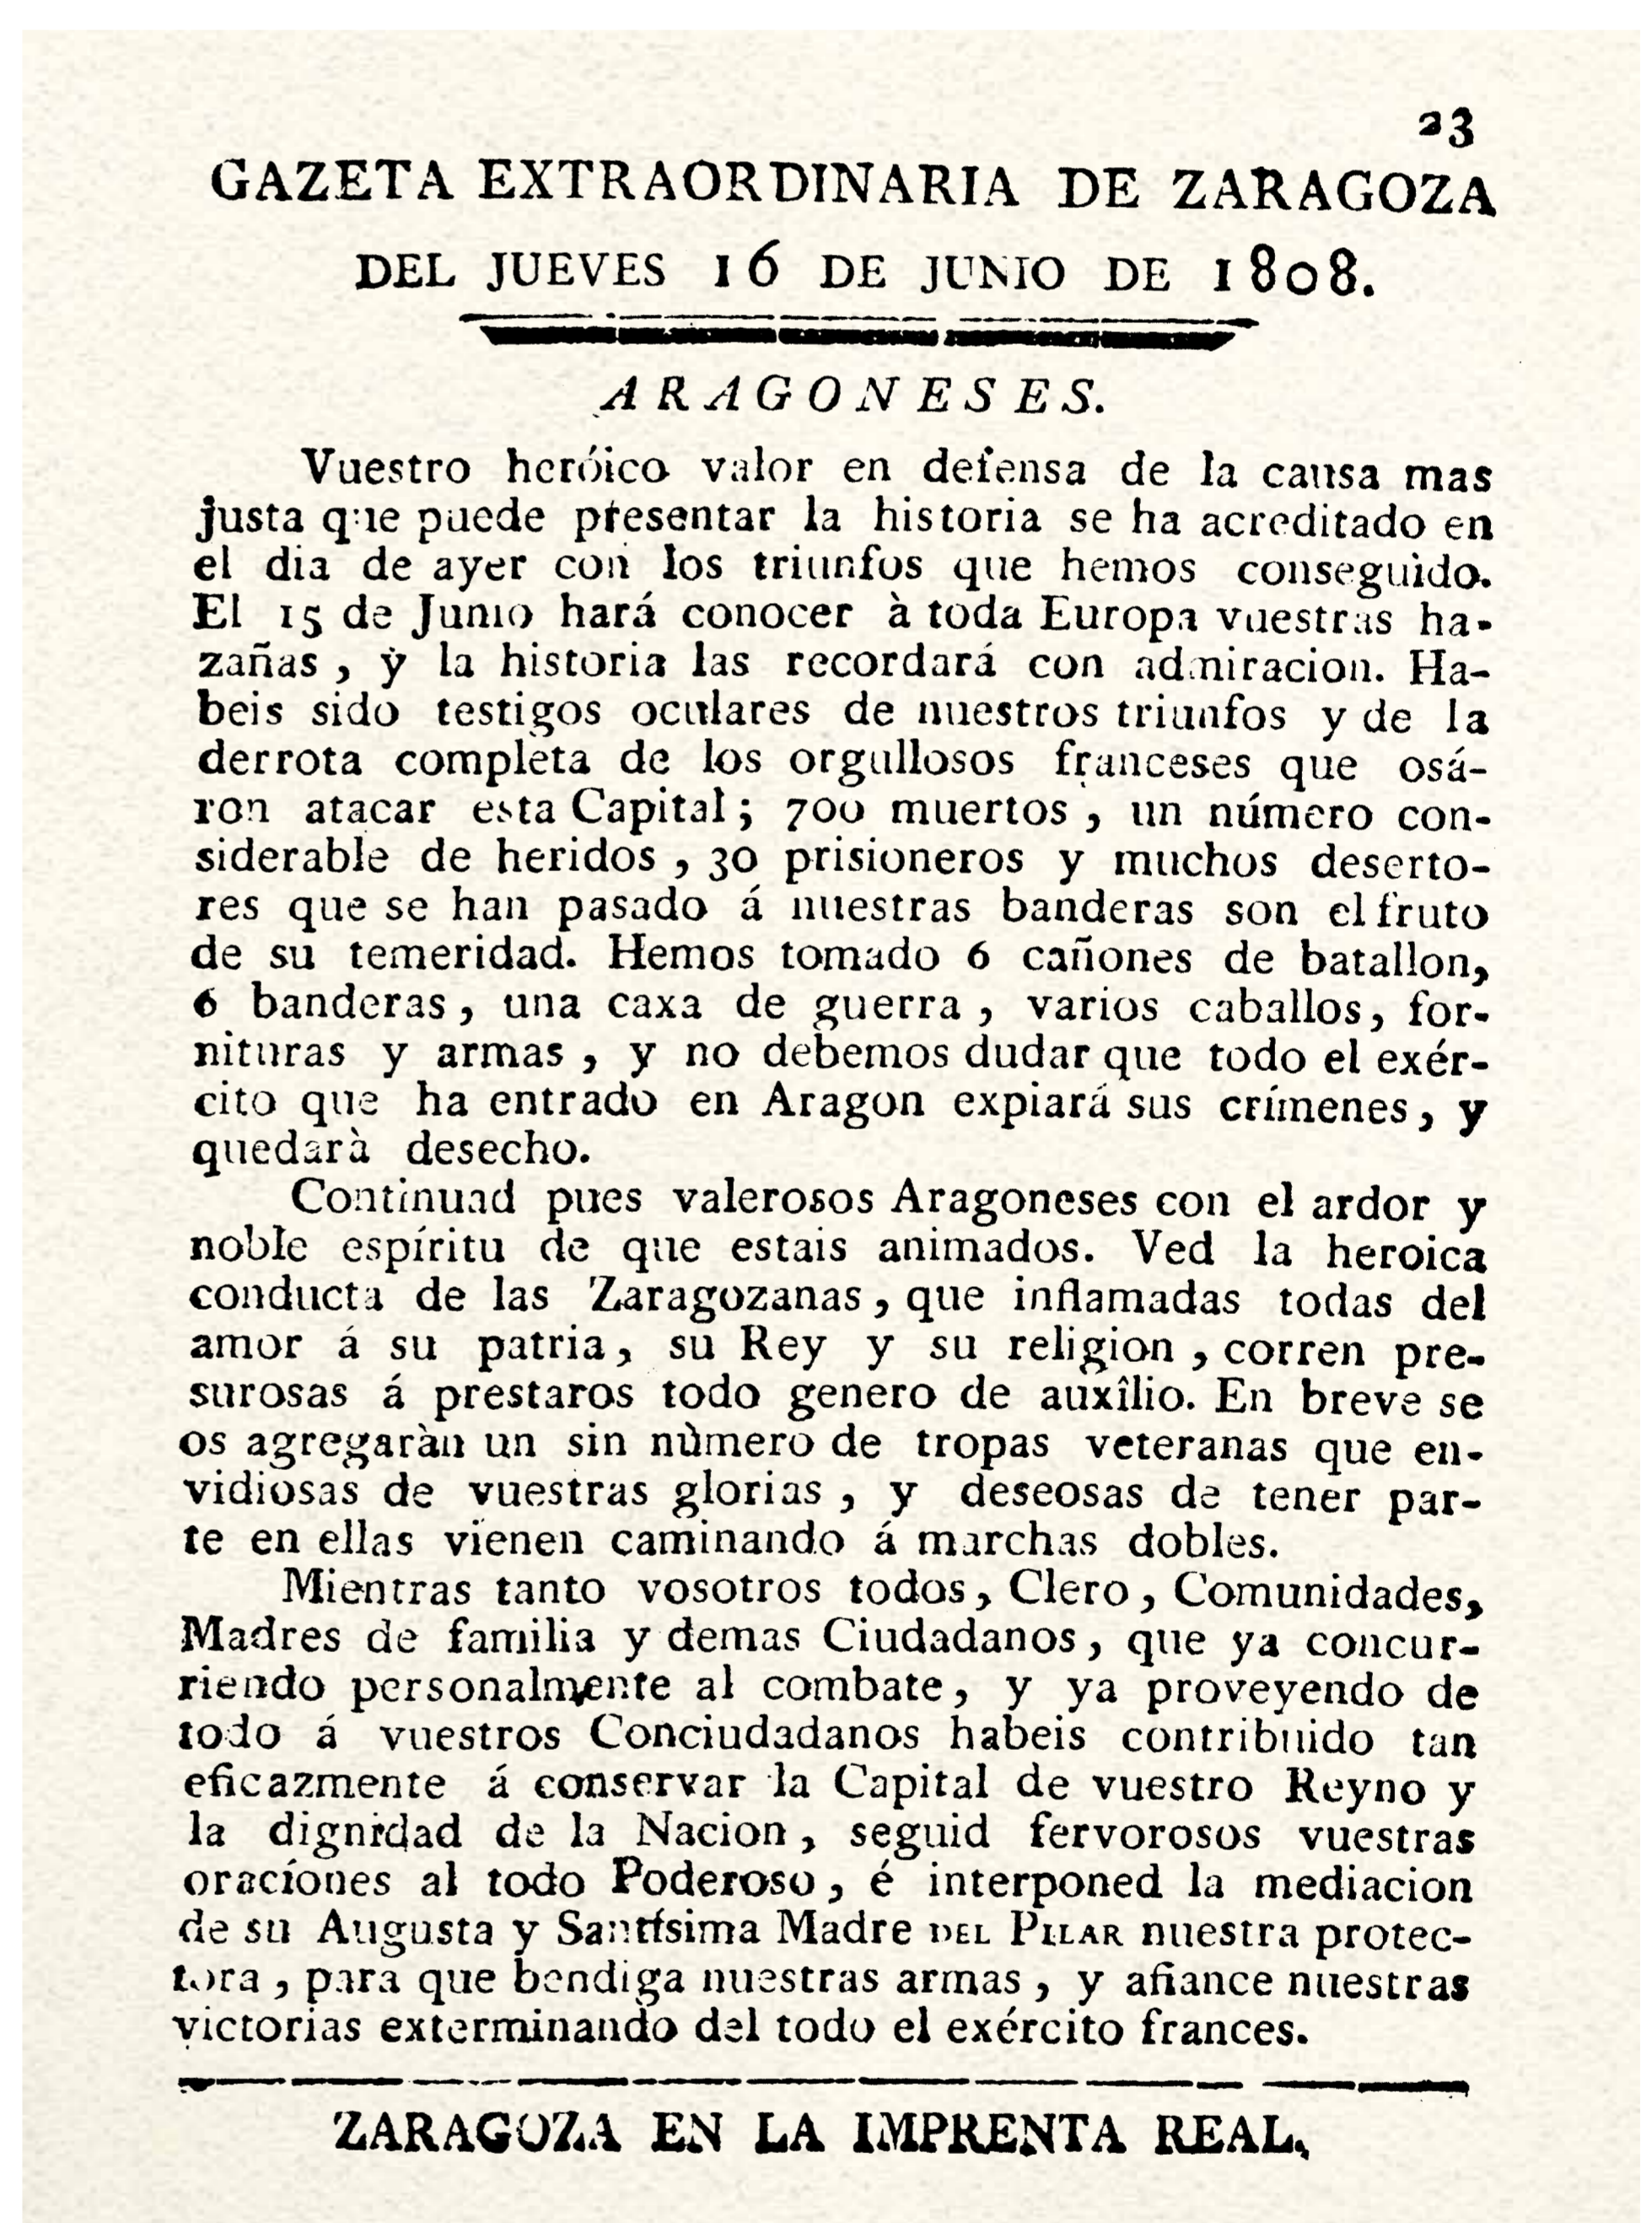 23
GAZETA EXTRAORDINARIA DE ZARAGOZA
DEL JUEVES 16 DE JUNIO DE 1808.
ARAGONESES.
Vuestro heróico valor en defensa de la causa mas
justa que puede presentar la historia se ha acreditado en
el dia de ayer con los triunfos que hemos conseguido.
El 15 de Junio hará conocer à toda Europa vuestras ha-
zañas , ỳ la historia las recordará con admiracion. Ha-
beis sido testigos oculares de nuestros triunfos y de la
derrota completa de los orgullosos franceses que osá-
ron atacar esta Capital ; 700 muertos , un número con-
siderable de heridos , 30 prisioneros y muchos deserto-
res que se han pasado á nuestras banderas son el fruto
de su temeridad. Hemos tomado 6 cañones de batallon,
6 banderas, una caxa de guerra , varios caballos, for-
nituras y armas , y no debemos dudar que todo el exér-
cito que ha entrado en Aragon expiará sus crímenes, y
quedarà desecho.
Continuad pues valerosos Aragoneses con el ardor y
noble espíritu de que estais animados. Ved la heroica
conducta de las Zaragozanas , que inflamadas todas del
amor á su patria, su Rey y su religion , corren pre-
surosas á prestaros todo genero de auxîlio. En breve se
os agregaràn un sin nùmero de tropas veteranas que en-
vidiosas de vuestras glorias , y deseosas de tener par-
te en ellas vienen caminando á marchas dobles.
Mientras tanto vosotros todos, Clero , Comunidades,
Madres de familia y demas Ciudadanos, que ya concur-
riendo personalmente al combate, y ya proveyendo de
todo á vuestros Conciudadanos habeis contribuido tan
eficazmente á conservar la Capital de vuestro Reyno y
la dignidad de la Nacion , seguid fervorosos vuestras
oracíones al todo Poderoso , é interponed la mediacion
de su Augusta y Santísima Madre DEL PILAR nuestra protec-
tora , para que bendiga nuestras armas , y afiance nuestras
victorias exterminando del todo el exército frances.
ZARAGOZA EN LA IMPRENTA REAL,